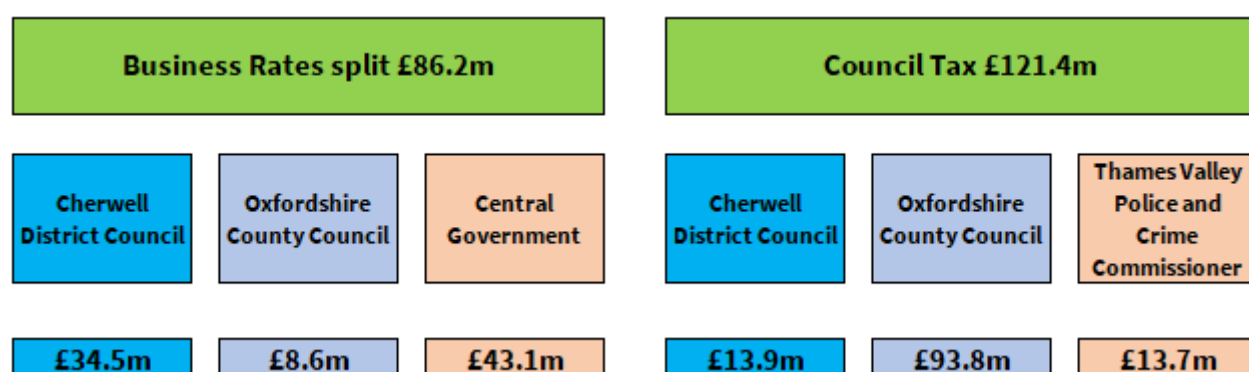 Business Rates split £86.2m
Council Tax £121.4m
Cherwell
District Council
Oxfordshire
County Council
Central
Government
Cherwell
District Council
Oxfordshire
County Council
Thames Valley
Police and
Crime
Commissioner
£34.5m
£8.6m
£43.1m
£13.9m
£93.8m
£13.7m